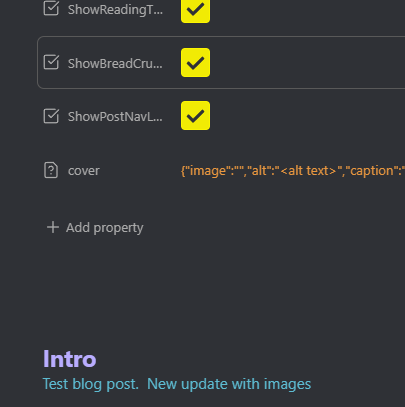 ShowReadingT...
ShowBreadCru...
ShowPostNavL...
cover {"image":"","alt":"<alt text>","caption":"
Add property
Intro
Test blog post. New update with images